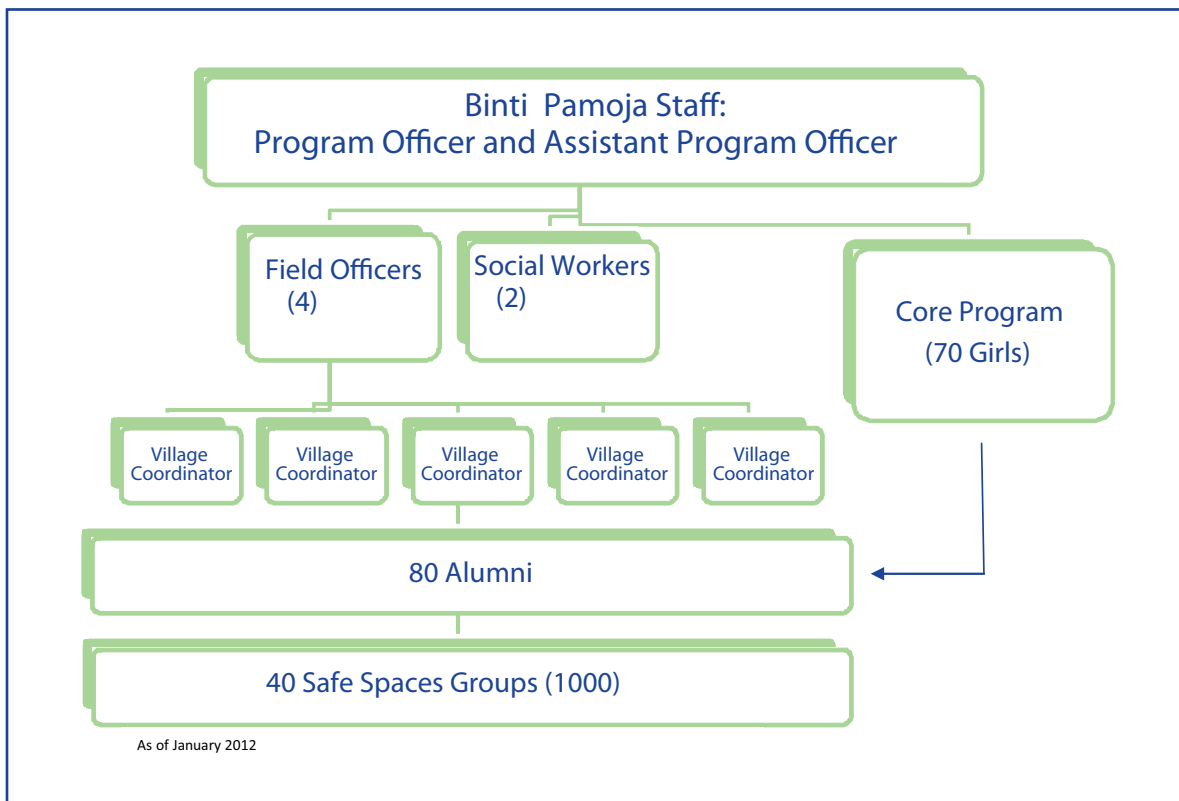 Binti Pamoja Staff:
Program Officer and Assistant Program Officer
Field Officers
(4)
Social Workers
(2)
Core Program
(70 Girls)
Village
Coordinator
Village
Coordinator
Village
Coordinator
Village
Coordinator
Village
Coordinator
80 Alumni
40 Safe Spaces Groups (1000)
As of January 2012